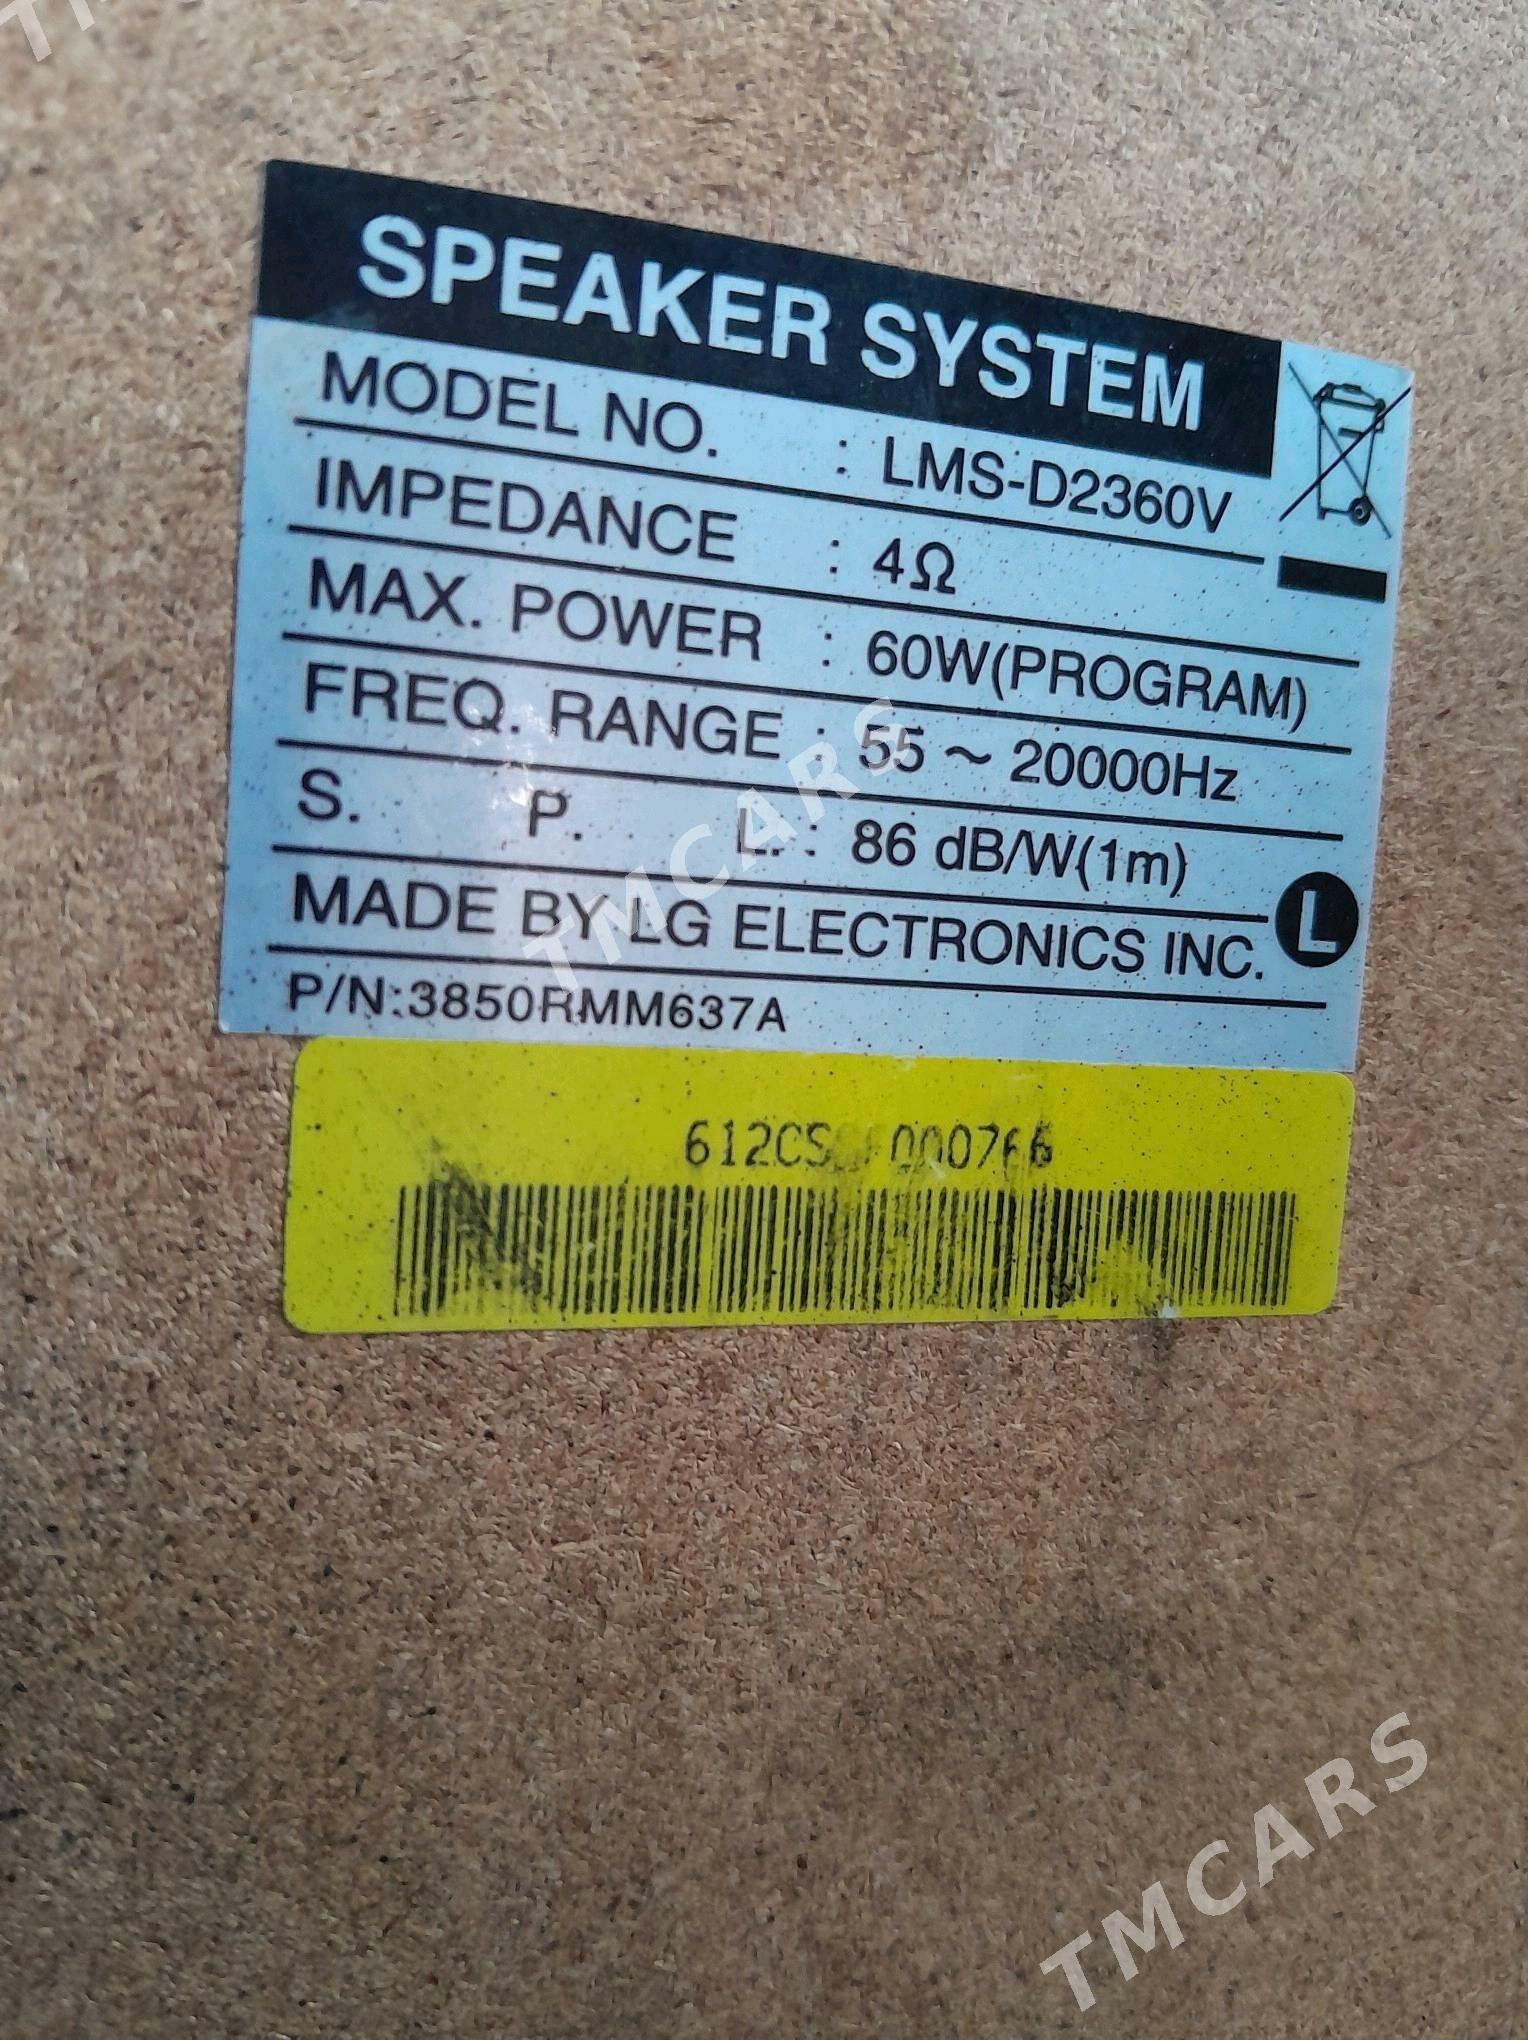 SPEAKER SYSTEM
MODEL NO. : LMS-D2360V
IMPEDANCE : 4Ω
MAX. POWER : 60W(PROGRAM)
FREQ. RANGE : 55 ~ 20000Hz
S. P. L. : 86 dB/W(1m)
MADE BY LG ELECTRONICS INC. L
P/N:3850RMM637A
TMCARS
TMCARS